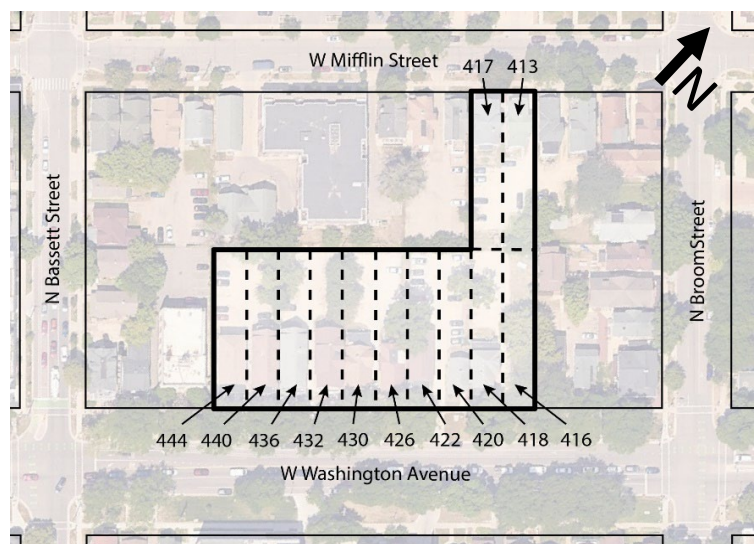 W Mifflin Street
417 413
N
N Bassett Street
N BroomStreet
444 440 436 432 430 426 422 420 418 416
W Washington Avenue